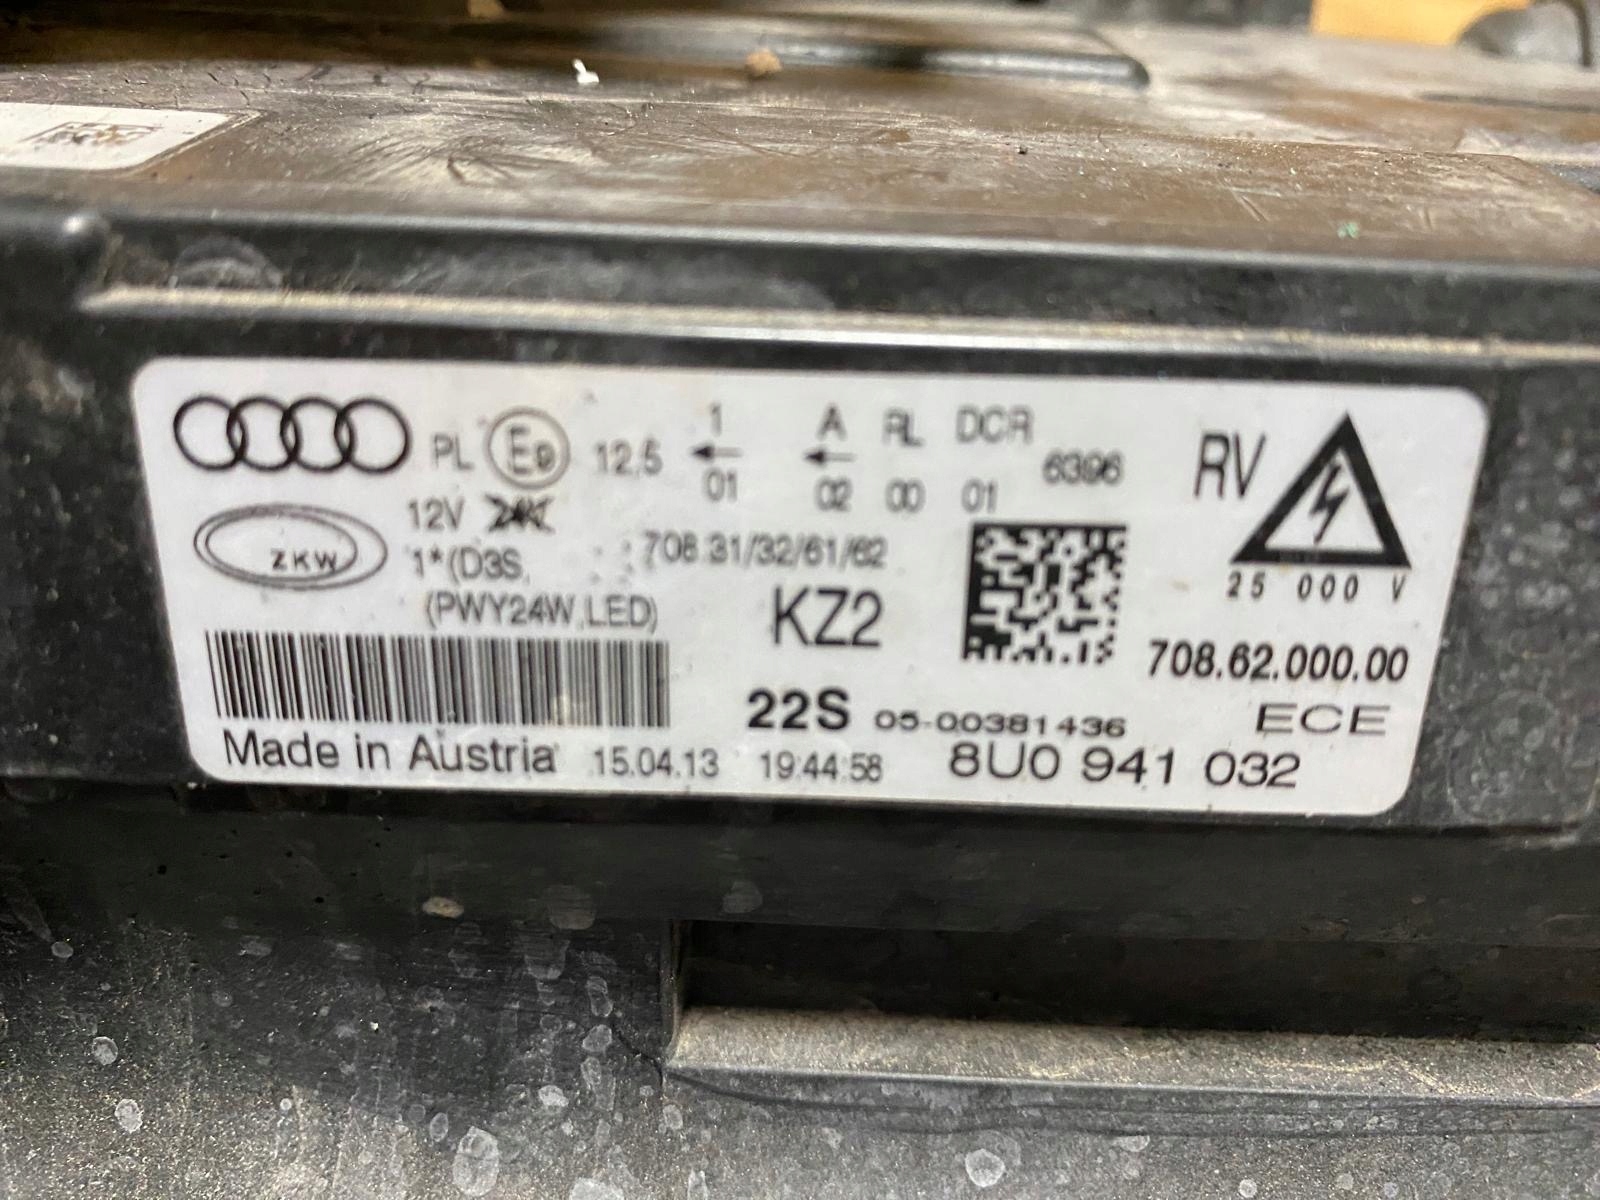 PL E9 12,5 ← 1 01 ← A 02 RL 00 DCR 01 6396 RV
12V
ZKW 1*(D3S, 708.31/32/61/62
25 000 V
(PWY24W,LED) KZ2
708.62.000.00
22S 05-00381436 ECE
Made in Austria 15.04.13 19:44:58 8U0 941 032